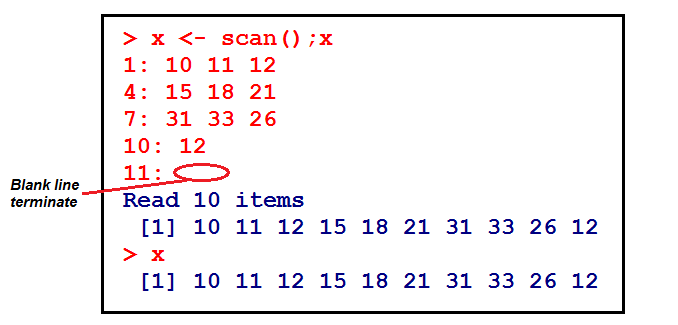 > x <- scan();x
1: 10 11 12
4: 15 18 21
7: 31 33 26
10: 12
11:
Blank line
terminate
Read 10 items
[1] 10 11 12 15 18 21 31 33 26 12
> x
[1] 10 11 12 15 18 21 31 33 26 12